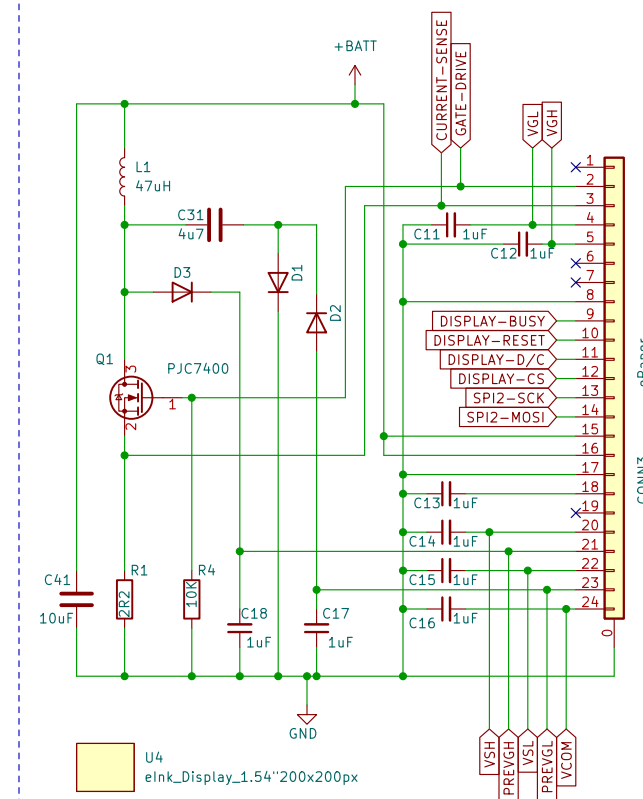 +BATT
CURRENT-SENSE
GATE-DRIVE
VGL
VGH
L1
47uH
C31
4u7
D3
D1
D2
Q1
PJC7400
3
1
2
C11
1uF
C12
1uF
1
2
3
4
5
6
7
8
9
10
11
12
13
14
15
16
17
18
19
20
21
22
23
24
0
DISPLAY-BUSY
DISPLAY-RESET
DISPLAY-D/C
DISPLAY-CS
SPI2-SCK
SPI2-MOSI
ePaper
CONN3
C13
1uF
C14
1uF
C15
1uF
C16
1uF
C41
10uF
R1
2R2
R4
10K
C18
1uF
C17
1uF
GND
VSH
PREVGH
VSL
PREVGL
VCOM
U4
eInk_Display_1.54''200x200px